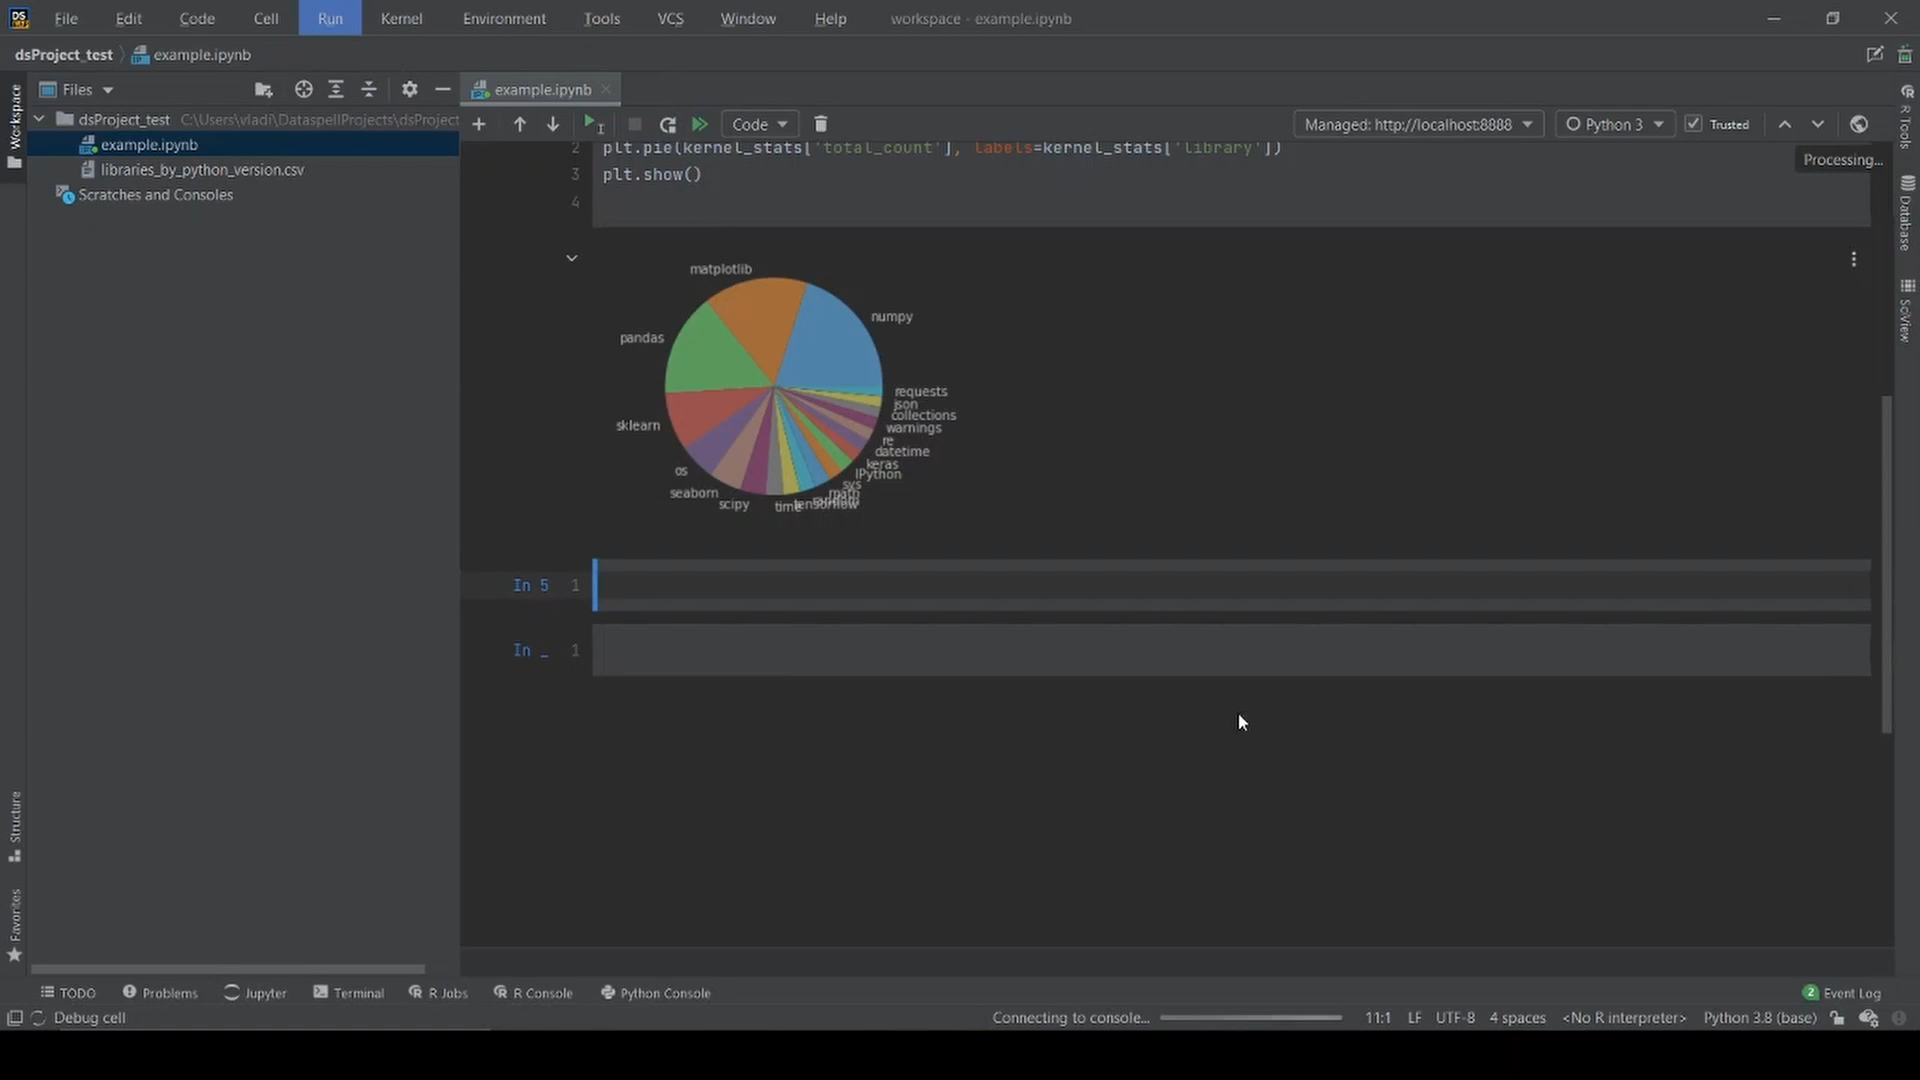 DS
File Edit Code Cell Run Kernel Environment Tools VCS Window Help workspace - example.ipynb
dsProject_test example.ipynb
Workspace
Files
example.ipynb
dsProject_test C:\Users\vladi\DataspellProjects\dsProject
example.ipynb
libraries_by_python_version.csv
Scratches and Consoles
Code
Managed: http://localhost:8888
Python 3
Trusted
Processing...
2 plt.pie(kernel_stats['total_count'], labels=kernel_stats['library'])
3 plt.show()
4
matplotlib
numpy
pandas
requests
json
collections
sklearn
warnings
re
datetime
keras
os
IPython
sys
seaborn
math
random
scipy
time
tensorflow
In 5 1
In _ 1
R Tools
Database
SciView
Structure
Favorites
TODO Problems Jupyter Terminal R Jobs R Console Python Console 2 Event Log
Debug cell Connecting to console... 11:1 LF UTF-8 4 spaces <No R interpreter> Python 3.8 (base)